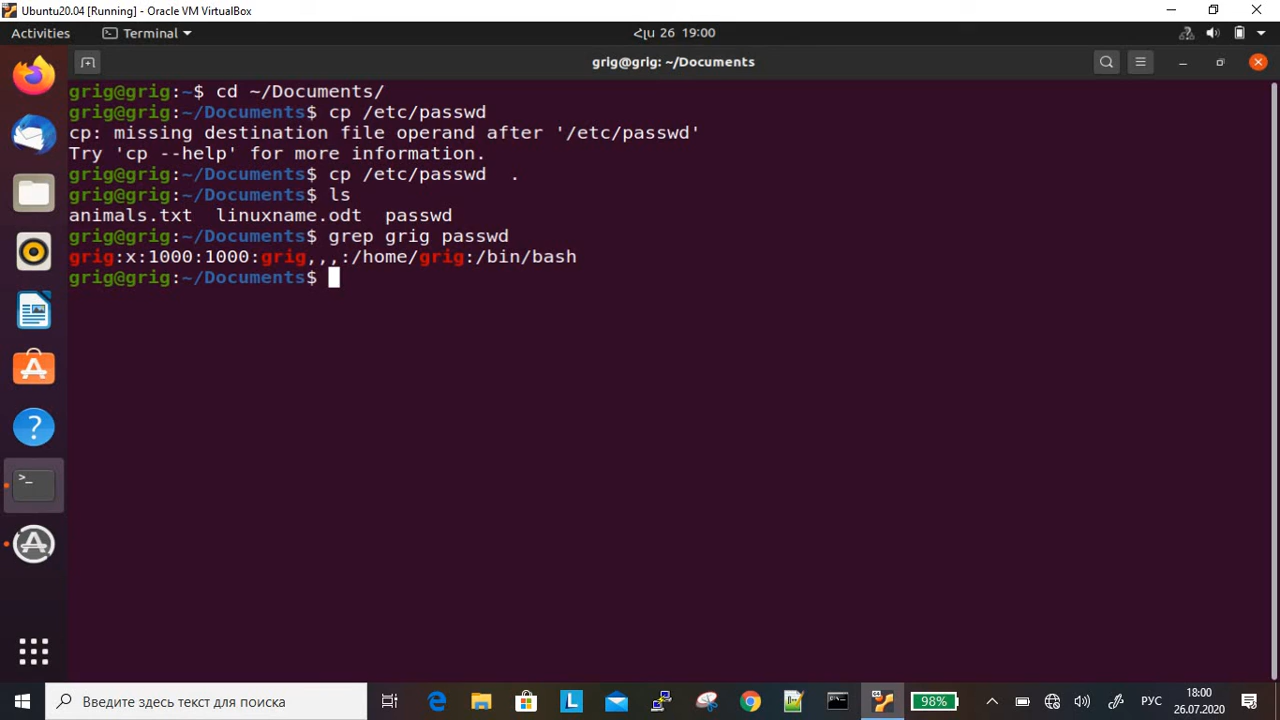 Ubuntu20.04 [Running] - Oracle VM VirtualBox
Activities
Terminal
Հլս 26 19:00
grig@grig: ~/Documents
grig@grig:~$ cd ~/Documents/
grig@grig:~/Documents$ cp /etc/passwd
cp: missing destination file operand after '/etc/passwd'
Try 'cp --help' for more information.
grig@grig:~/Documents$ cp /etc/passwd  .
grig@grig:~/Documents$ ls
animals.txt  linuxname.odt  passwd
grig@grig:~/Documents$ grep grig passwd
grig:x:1000:1000:grig,,,:/home/grig:/bin/bash
grig@grig:~/Documents$
Введите здесь текст для поиска
98%
РУС
18:00
26.07.2020